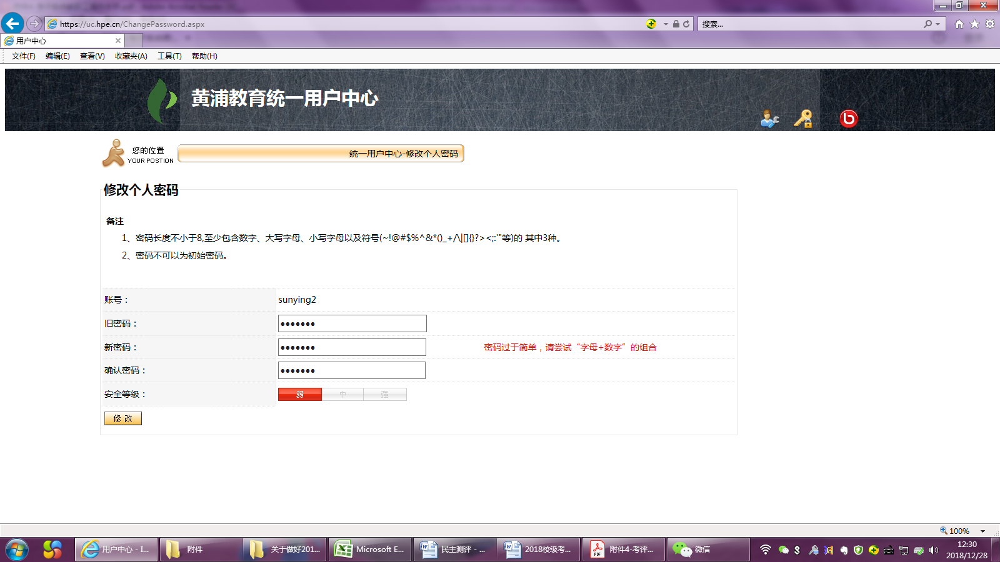 https://uc.hpe.cn/ChangePassword.aspx
搜索...
用户中心
文件(F) 编辑(E) 查看(V) 收藏夹(A) 工具(T) 帮助(H)
黄浦教育统一用户中心
您的位置
YOUR POSTION
统一用户中心-修改个人密码
修改个人密码
备注
1、密码长度不小于8,至少包含数字、大写字母、小写字母以及符号(~!@#$%^&*()_+/\|[]{}?><;:'"等)的 其中3种。
2、密码不可以为初始密码。
账号：
sunying2
旧密码：
新密码：
密码过于简单，请尝试“字母+数字”的组合
确认密码：
安全等级：
弱 中 强
修 改
100%
用户中心 - I...
附件
关于做好201...
Microsoft E...
民主测评 - ...
2018校级考...
附件4-考评...
微信
12:30
2018/12/28